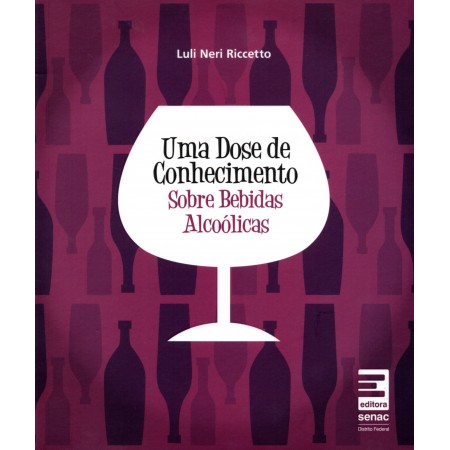 Luli Neri Riccetto
Uma Dose de
Conhecimento
Sobre Bebidas
Alcoólicas
editora
senac
Distrito Federal